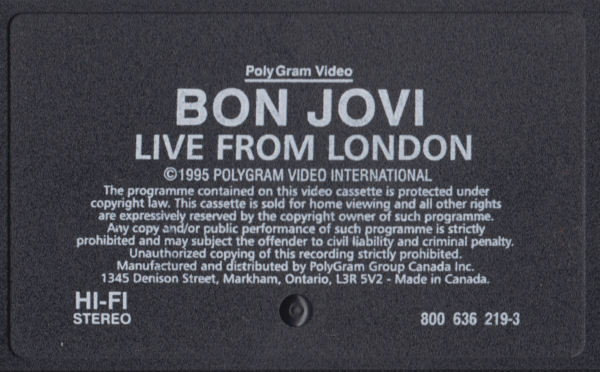 PolyGram Video
BON JOVI
LIVE FROM LONDON
©1995 POLYGRAM VIDEO INTERNATIONAL
The programme contained on this video cassette is protected under
copyright law. This cassette is sold for home viewing and all other rights
are expressively reserved by the copyright owner of such programme.
Any copy and/or public performance of such programme is strictly
prohibited and may subject the offender to civil liability and criminal penalty.
Unauthorized copying of this recording strictly prohibited.
Manufactured and distributed by PolyGram Group Canada Inc.
1345 Denison Street, Markham, Ontario, L3R 5V2 - Made in Canada.
HI-FI
STEREO
800 636 219-3